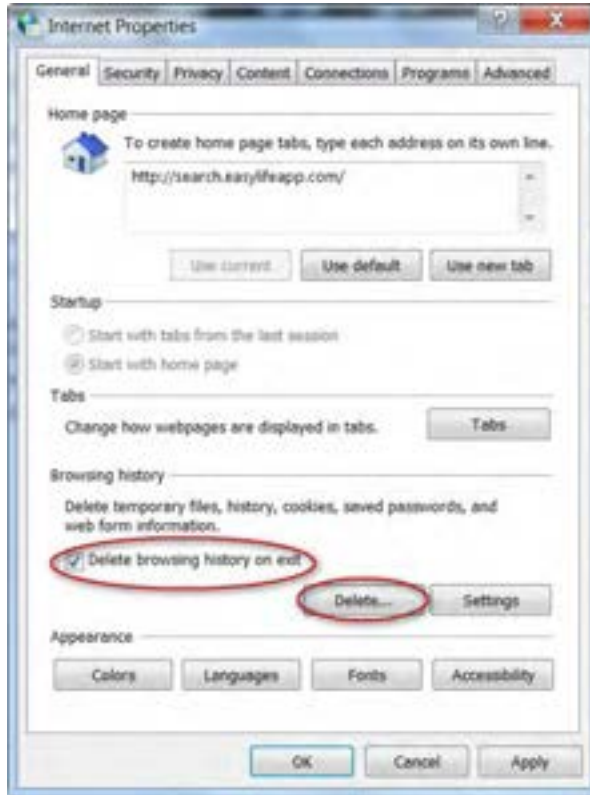 Internet Properties
General Security Privacy Content Connections Programs Advanced
Home page
To create home page tabs, type each address on its own line.
http://search.easylifeapp.com/
Use current Use default Use new tab
Startup
Start with tabs from the last session
Start with home page
Tabs
Change how webpages are displayed in tabs. Tabs
Browsing history
Delete temporary files, history, cookies, saved passwords, and
web form information.
Delete browsing history on exit
Delete... Settings
Appearance
Colors Languages Fonts Accessibility
OK Cancel Apply